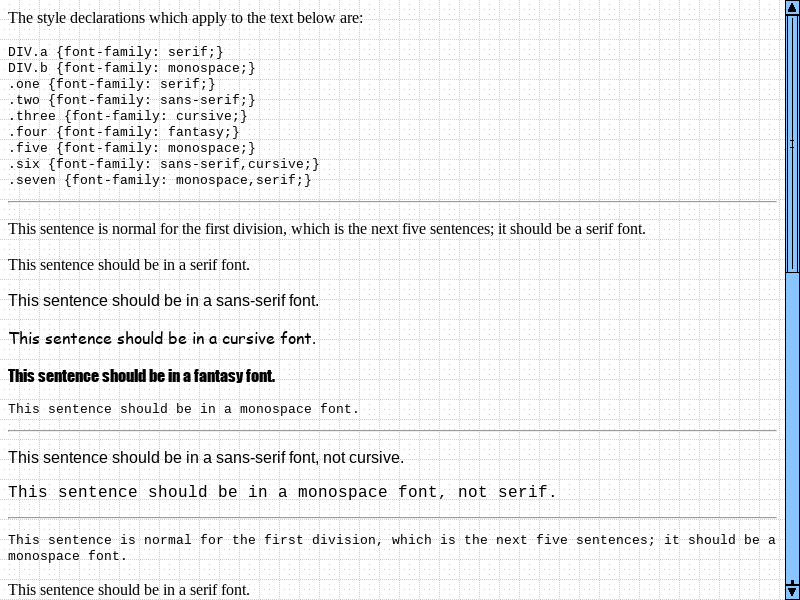 The style declarations which apply to the text below are:
DIV.a {font-family: serif;}
DIV.b {font-family: monospace;}
.one {font-family: serif;}
.two {font-family: sans-serif;}
.three {font-family: cursive;}
.four {font-family: fantasy;}
.five {font-family: monospace;}
.six {font-family: sans-serif,cursive;}
.seven {font-family: monospace,serif;}
This sentence is normal for the first division, which is the next five sentences; it should be a serif font.
This sentence should be in a serif font.
This sentence should be in a sans-serif font.
This sentence should be in a cursive font.
This sentence should be in a fantasy font.
This sentence should be in a monospace font.
This sentence should be in a sans-serif font, not cursive.
This sentence should be in a monospace font, not serif.
This sentence is normal for the first division, which is the next five sentences; it should be a
monospace font.
This sentence should be in a serif font.